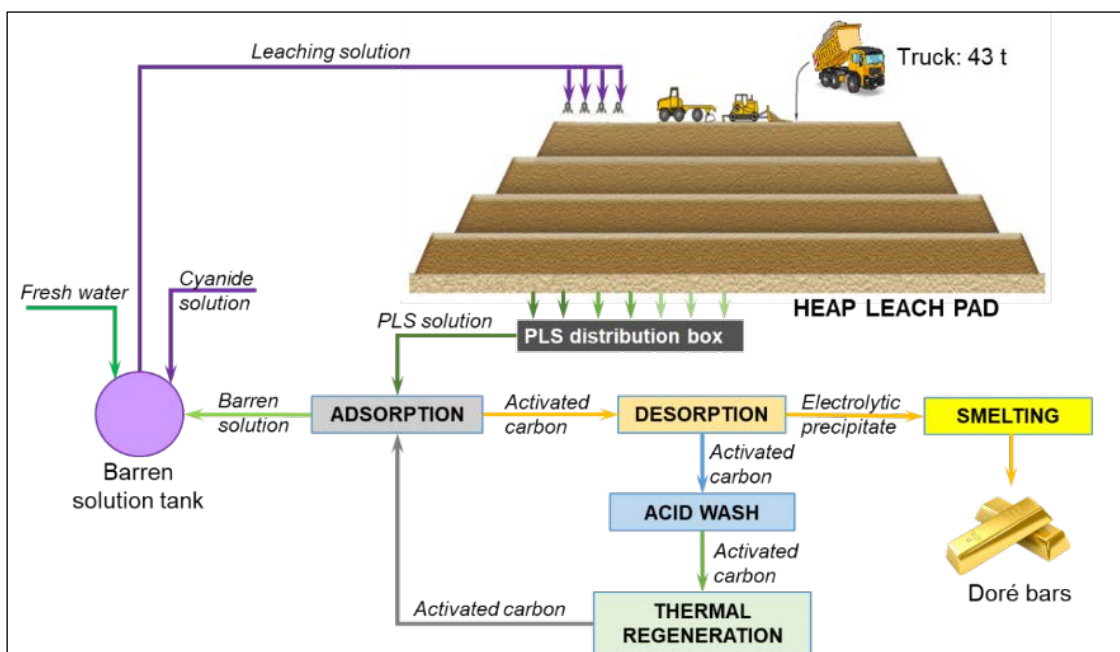 Leaching solution
Truck: 43 t
Fresh water
Cyanide
solution
HEAP LEACH PAD
PLS solution
PLS distribution box
Barren
solution
ADSORPTION
Activated
carbon
DESORPTION
Electrolytic
precipitate
SMELTING
Barren
solution tank
Activated
carbon
ACID WASH
Activated
carbon
Doré bars
Activated carbon
THERMAL
REGENERATION